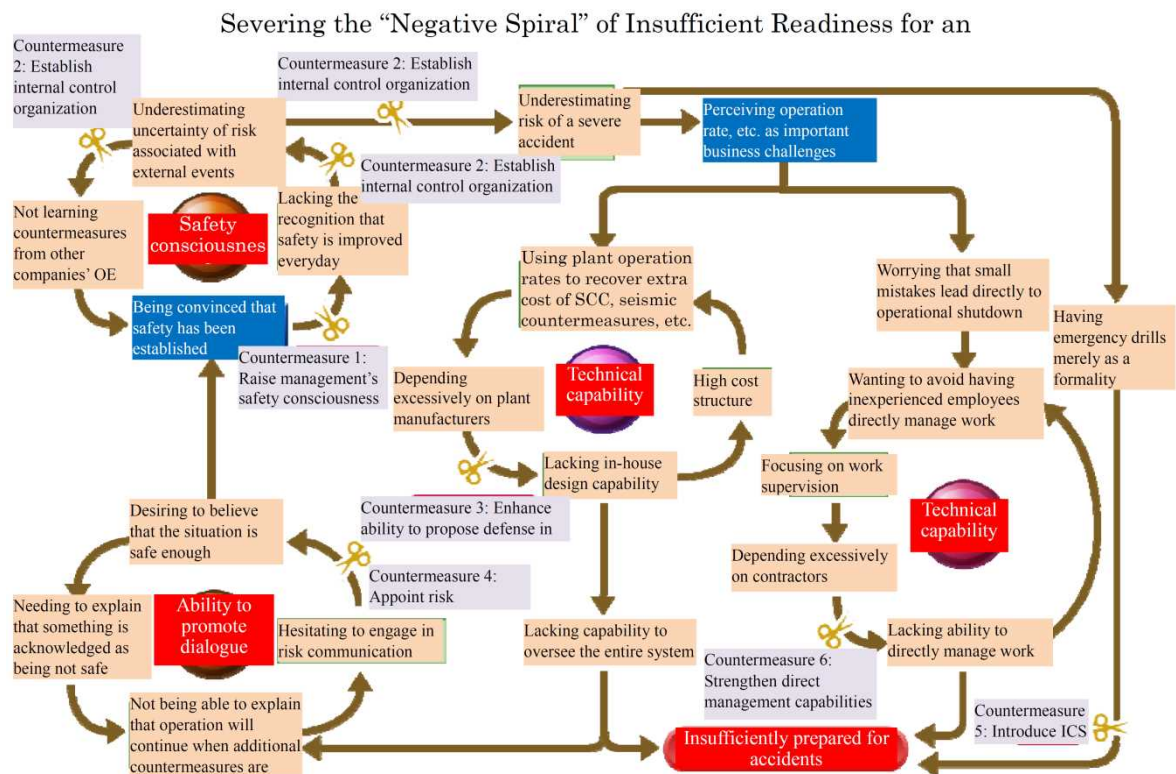 Severing the “Negative Spiral” of Insufficient Readiness for an
Countermeasure
2: Establish
internal control
organization
Countermeasure 2: Establish
internal control organization
Underestimating
uncertainty of risk
associated with
external events
Underestimating
risk of a severe
accident
Perceiving operation
rate, etc. as important
business challenges
Countermeasure 2: Establish
internal control organization
Not learning
countermeasures
from other
companies’ OE
Safety
consciousnes
Lacking the
recognition that
safety is improved
everyday
Being convinced that
safety has been
established
Countermeasure 1:
Raise management’s
safety consciousness
Using plant operation
rates to recover extra
cost of SCC, seismic
countermeasures, etc.
Worrying that small
mistakes lead directly to
operational shutdown
Having
emergency drills
merely as a
formality
Depending
excessively on plant
manufacturers
Technical
capability
High cost
structure
Wanting to avoid having
inexperienced employees
directly manage work
Lacking in-house
design capability
Focusing on work
supervision
Countermeasure 3: Enhance
ability to propose defense in
Technical
capability
Desiring to believe
that the situation is
safe enough
Depending excessively
on contractors
Countermeasure 4:
Appoint risk
Needing to explain
that something is
acknowledged as
being not safe
Ability to
promote
dialogue
Hesitating to engage in
risk communication
Lacking capability to
oversee the entire system
Lacking ability to
directly manage work
Countermeasure 6:
Strengthen direct
management capabilities
Not being able to explain
that operation will
continue when additional
countermeasures are
Insufficiently prepared for
accidents
Countermeasure
5: Introduce ICS